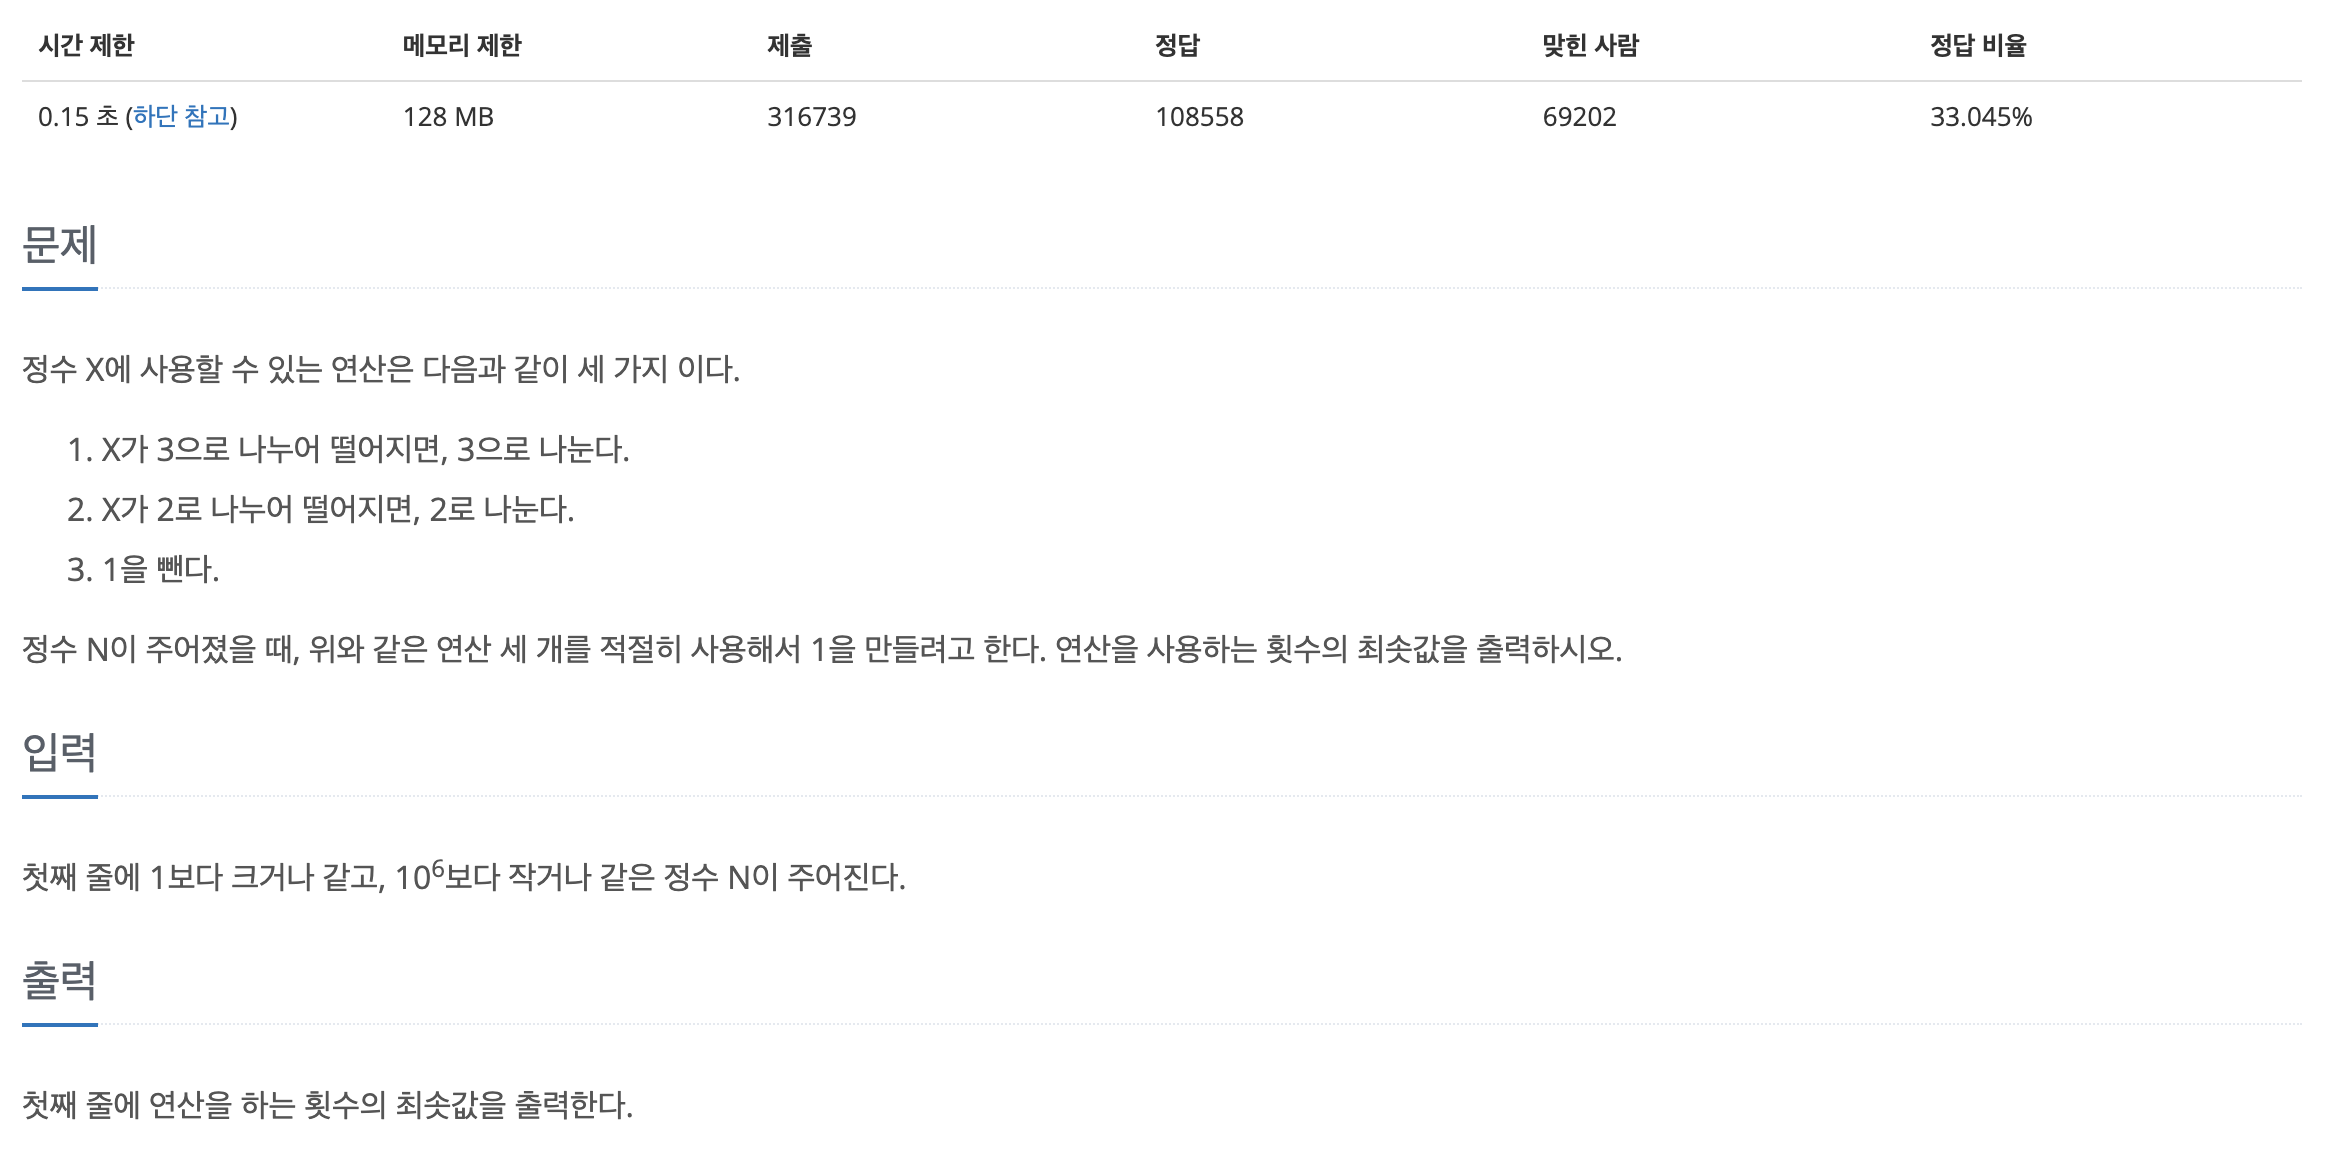 시간 제한 메모리 제한 제출 정답 맞힌 사람 정답 비율
0.15 초 (하단 참고) 128 MB 316739 108558 69202 33.045%
문제
정수 X에 사용할 수 있는 연산은 다음과 같이 세 가지 이다.
1. X가 3으로 나누어 떨어지면, 3으로 나눈다.
2. X가 2로 나누어 떨어지면, 2로 나눈다.
3. 1을 뺀다.
정수 N이 주어졌을 때, 위와 같은 연산 세 개를 적절히 사용해서 1을 만들려고 한다. 연산을 사용하는 횟수의 최솟값을 출력하시오.
입력
첫째 줄에 1보다 크거나 같고, 10⁶보다 작거나 같은 정수 N이 주어진다.
출력
첫째 줄에 연산을 하는 횟수의 최솟값을 출력한다.